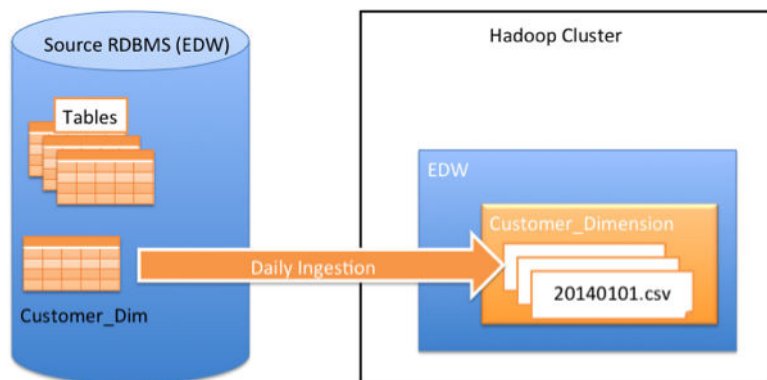 Source RDBMS (EDW)
Tables
Customer_Dim
Daily Ingestion
Hadoop Cluster
EDW
Customer_Dimension
20140101.csv